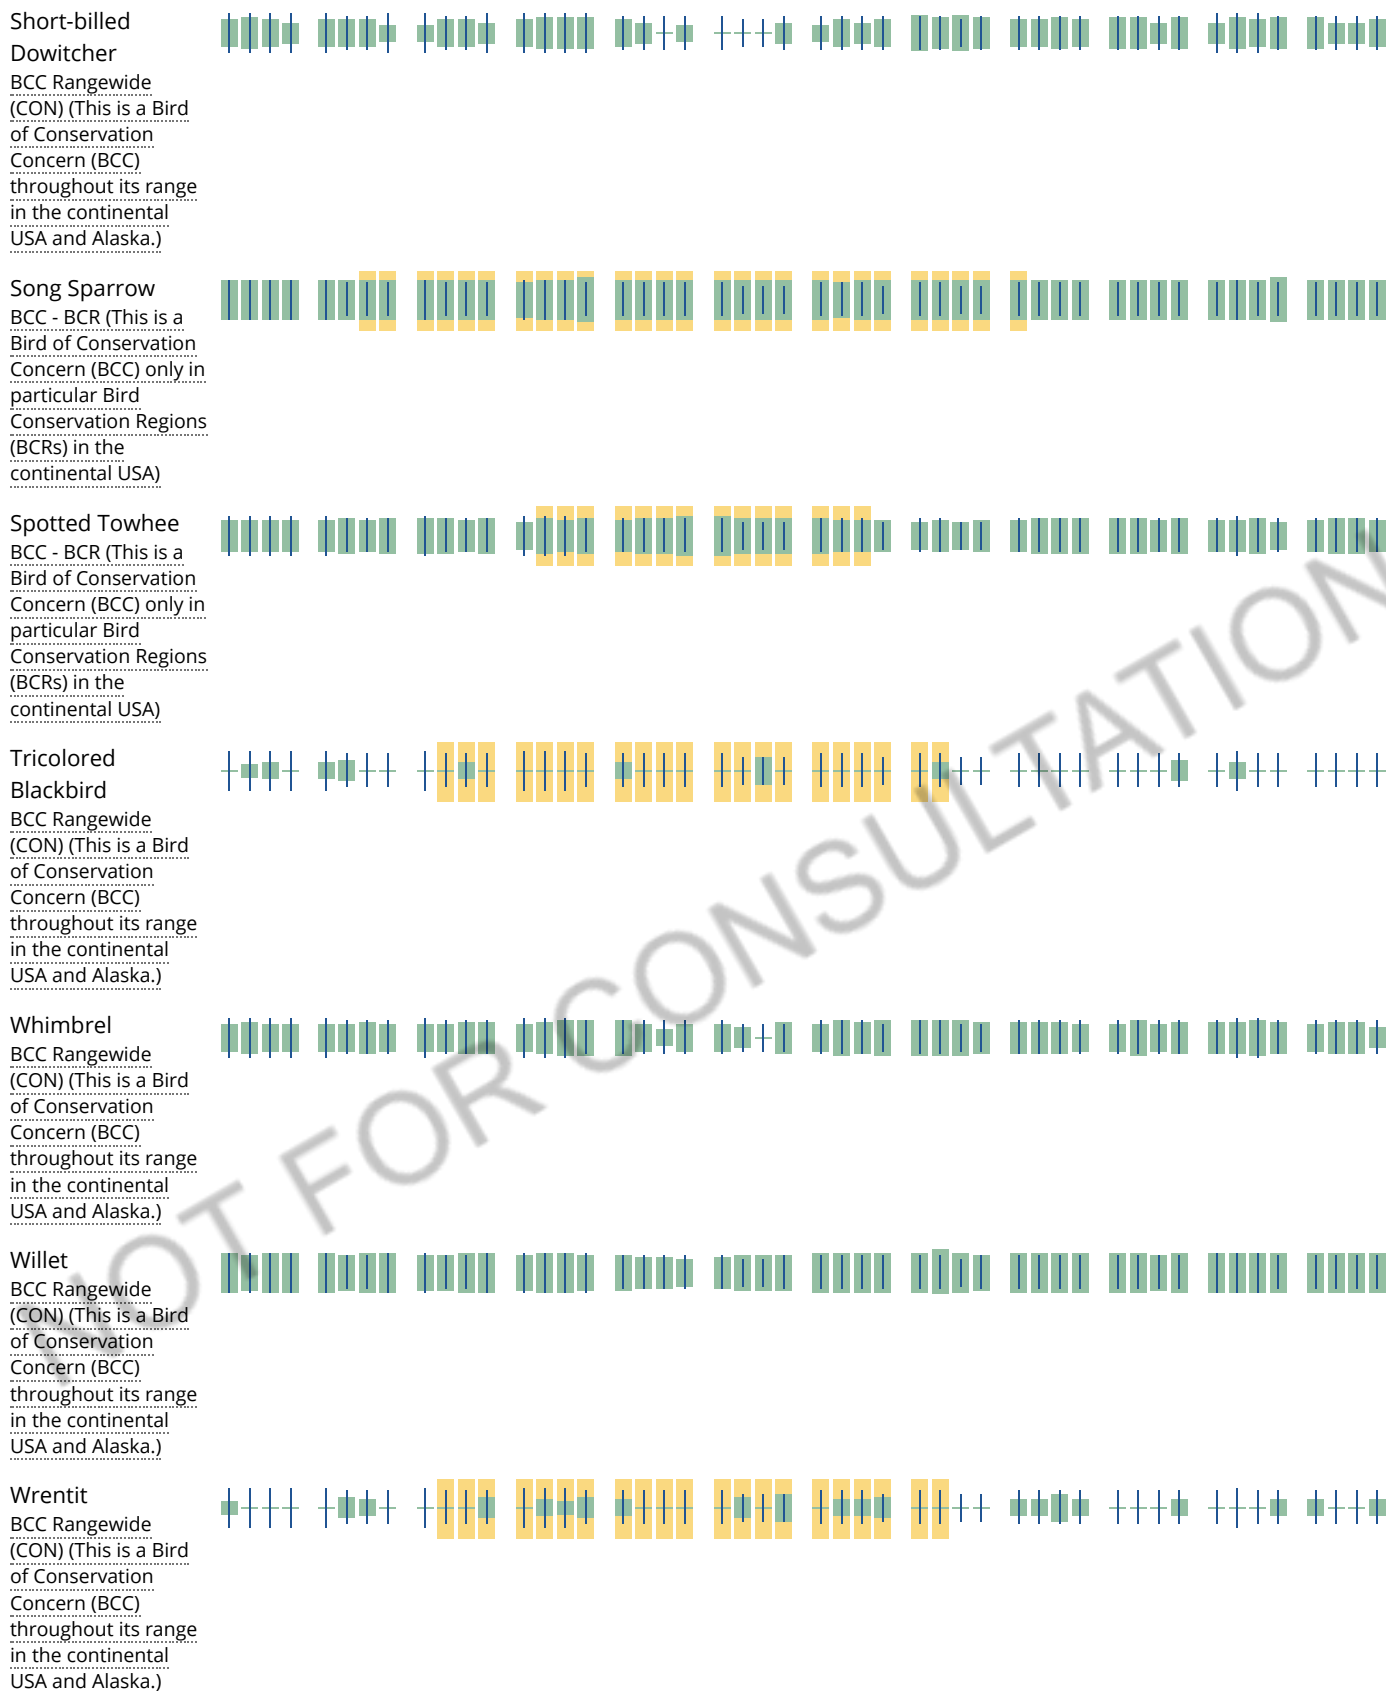 Short-billed
Dowitcher
BCC Rangewide
(CON) (This is a Bird
of Conservation
Concern (BCC)
throughout its range
in the continental
USA and Alaska.)
Song Sparrow
BCC - BCR (This is a
Bird of Conservation
Concern (BCC) only in
particular Bird
Conservation Regions
(BCRs) in the
continental USA)
Spotted Towhee
BCC - BCR (This is a
Bird of Conservation
Concern (BCC) only in
particular Bird
Conservation Regions
(BCRs) in the
continental USA)
Tricolored
Blackbird
BCC Rangewide
(CON) (This is a Bird
of Conservation
Concern (BCC)
throughout its range
in the continental
USA and Alaska.)
Whimbrel
BCC Rangewide
(CON) (This is a Bird
of Conservation
Concern (BCC)
throughout its range
in the continental
USA and Alaska.)
Willet
BCC Rangewide
(CON) (This is a Bird
of Conservation
Concern (BCC)
throughout its range
in the continental
USA and Alaska.)
Wrentit
BCC Rangewide
(CON) (This is a Bird
of Conservation
Concern (BCC)
throughout its range
in the continental
USA and Alaska.)
NOT FOR CONSULTATION